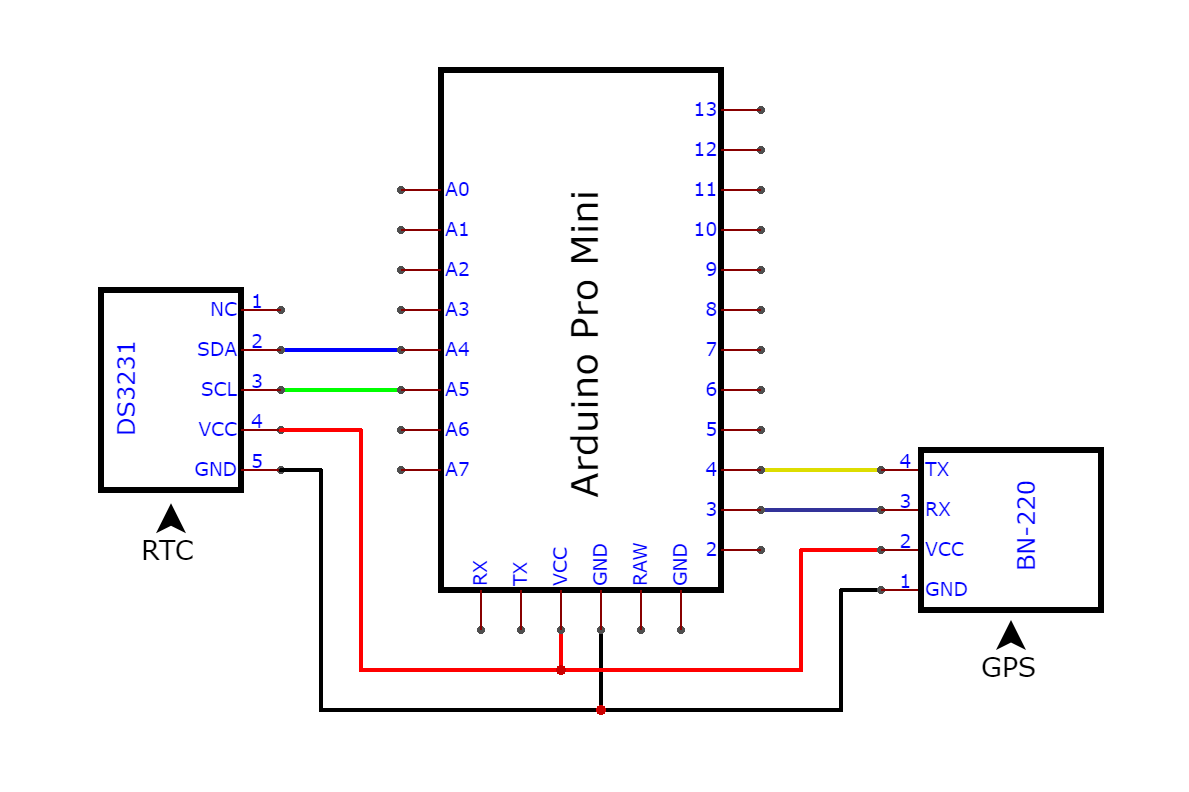 13
12
A0
11
A1
10
A2
9
NC 1
A3
8
SDA 2
A4
7
SCL 3
A5
6
VCC 4
A6
5
GND 5
A7
4
4 TX
3
3 RX
2
2 VCC
1 GND
DS3231
RTC
Arduino Pro Mini
RX
TX
VCC
GND
RAW
GND
BN-220
GPS